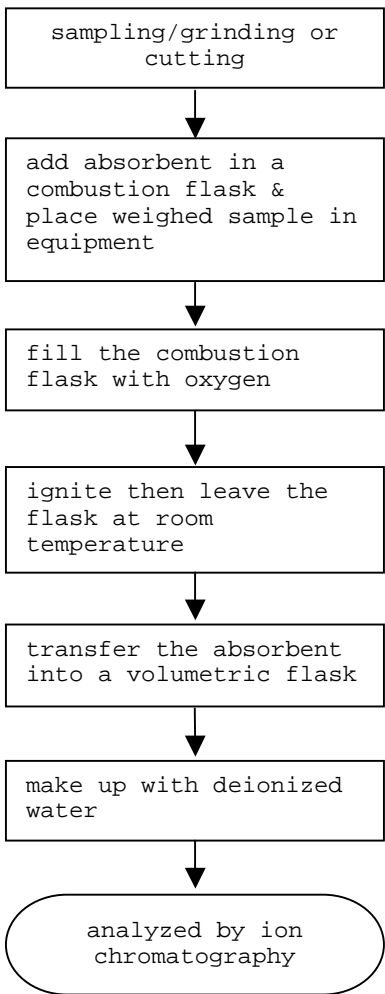 sampling/grinding or
cutting
add absorbent in a
combustion flask &
place weighed sample in
equipment
fill the combustion
flask with oxygen
ignite then leave the
flask at room
temperature
transfer the absorbent
into a volumetric flask
make up with deionized
water
analyzed by ion
chromatography